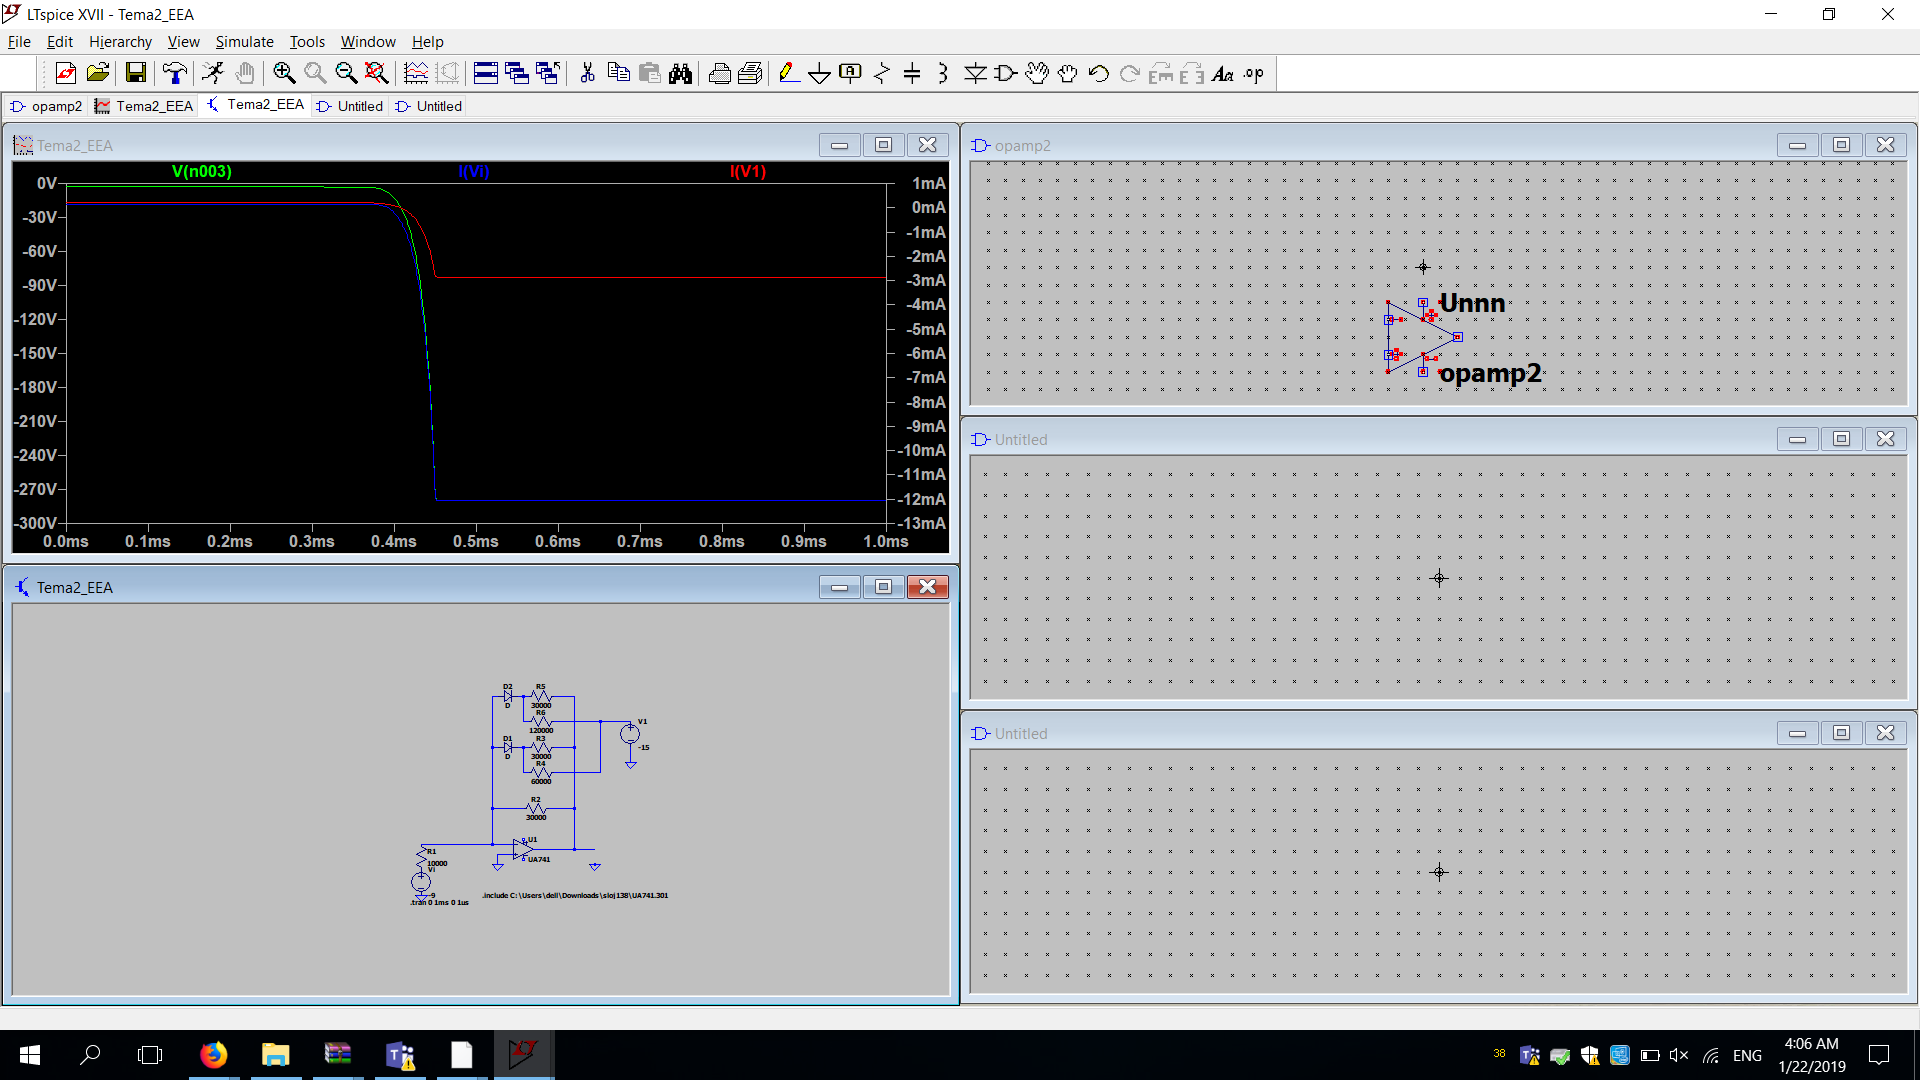 LTspice XVII - Tema2_EEA
File Edit Hierarchy View Simulate Tools Window Help
opamp2 Tema2_EEA Tema2_EEA Untitled Untitled
Tema2_EEA
V(n003) I(VI) I(V1)
0V 1mA
-30V 0mA
-60V -1mA
-90V -2mA
-120V -3mA
-150V -4mA
-180V -5mA
-210V -6mA
-240V -7mA
-270V -8mA
-300V -9mA
-10mA
-11mA
-12mA
-13mA
0.0ms 0.1ms 0.2ms 0.3ms 0.4ms 0.5ms 0.6ms 0.7ms 0.8ms 0.9ms 1.0ms
opamp2
Unnn
opamp2
Untitled
Untitled
Tema2_EEA
D2 R5
D 30000
R6
120000
V1
-15
D1 R3
D 30000
R4
60000
R2
30000
U1
UA741
R1
10000
VI
-9
.tran 0 1ms 0 1us
.include C:\Users\dell\Downloads\sloj138\UA741.301
38 ENG 4:06 AM
1/22/2019